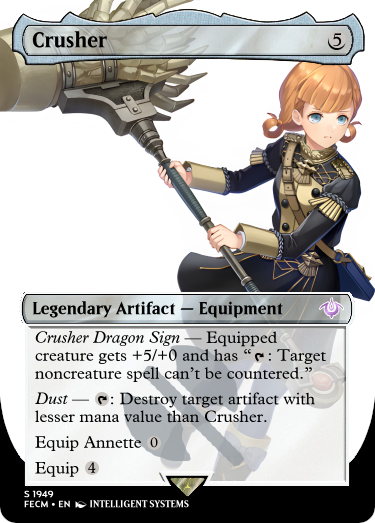 Crusher 5
Legendary Artifact — Equipment
Crusher Dragon Sign — Equipped
creature gets +5/+0 and has “: Target
noncreature spell can’t be countered.”
Dust — : Destroy target artifact with
lesser mana value than Crusher.
Equip Annette 0
Equip 4
S 1949
FECM • EN INTELLIGENT SYSTEMS